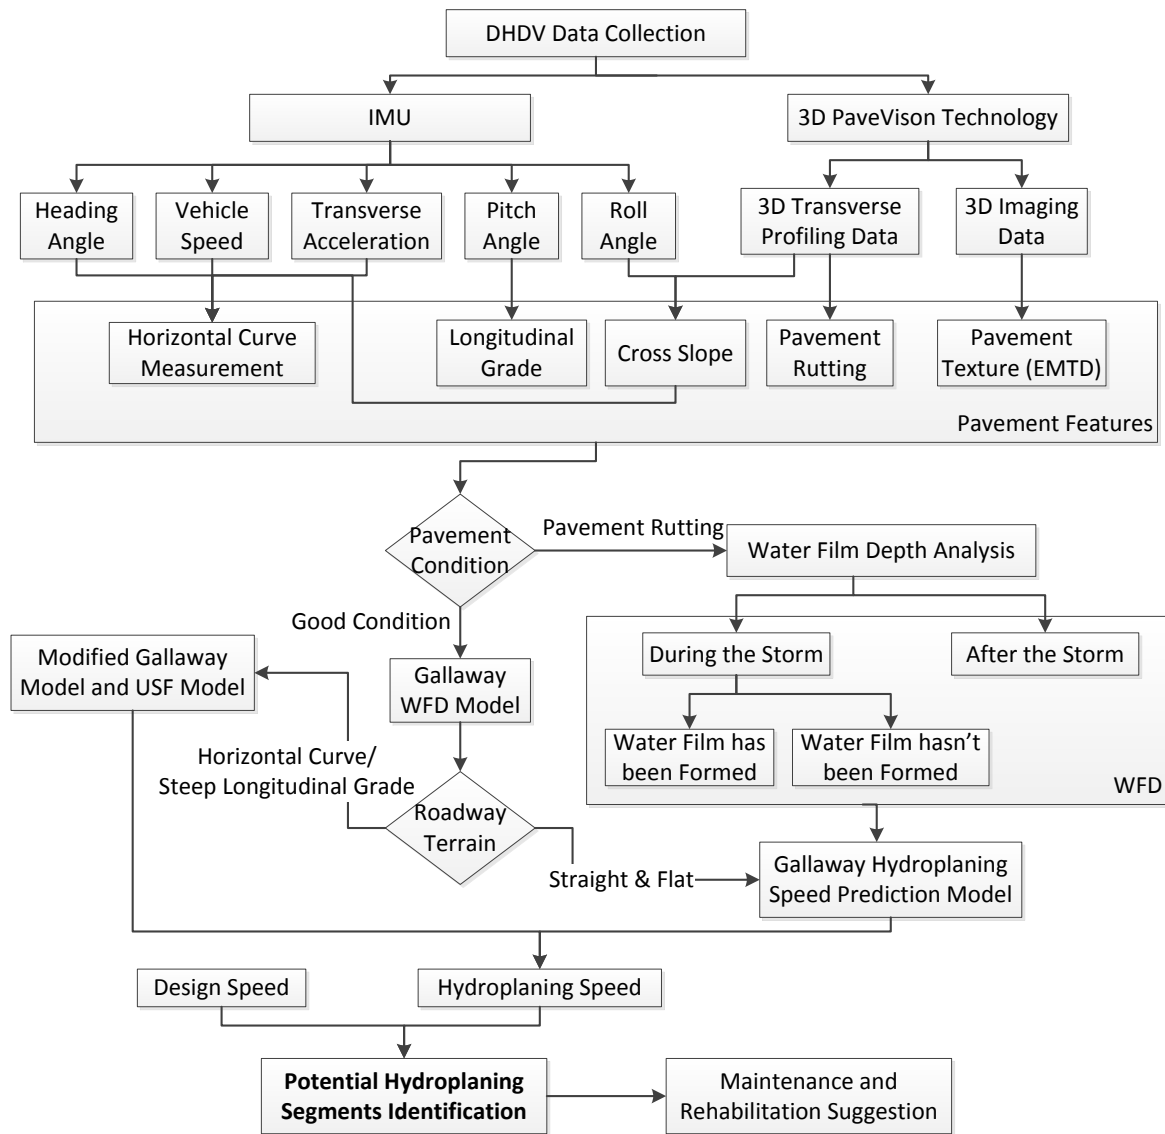 DHDV Data Collection
IMU
3D PaveVison Technology
Heading
Angle
Vehicle
Speed
Transverse
Acceleration
Pitch
Angle
Roll
Angle
3D Transverse
Profiling Data
3D Imaging
Data
Horizontal Curve
Measurement
Longitudinal
Grade
Cross Slope
Pavement
Rutting
Pavement
Texture (EMTD)
Pavement Features
Pavement
Condition
Pavement Rutting
Water Film Depth Analysis
Good Condition
Modified Gallaway
Model and USF Model
Gallaway
WFD Model
During the Storm
After the Storm
Water Film has
been Formed
Water Film hasn't
been Formed
WFD
Horizontal Curve/
Steep Longitudinal Grade
Roadway
Terrain
Straight & Flat
Gallaway Hydroplaning
Speed Prediction Model
Design Speed
Hydroplaning Speed
Potential Hydroplaning
Segments Identification
Maintenance and
Rehabilitation Suggestion